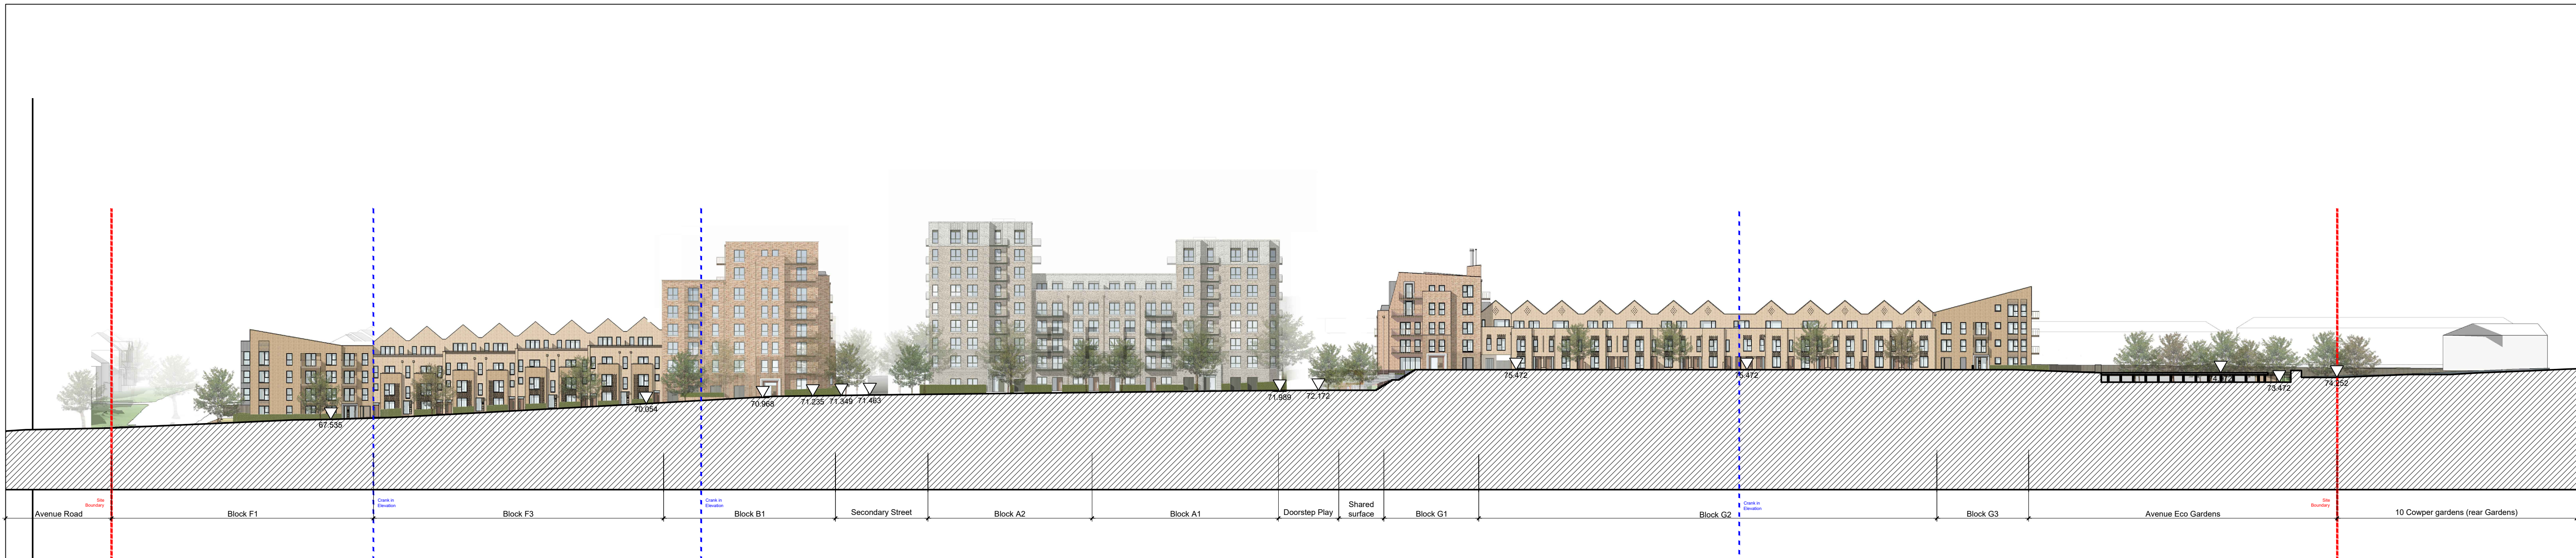 67.535
70.054
70.968
71.235
71.349
71.463
71.989
72.172
75.472
75.472
73.472
74.252
Site
Boundary
Crank in
Elevation
Crank in
Elevation
Crank in
Elevation
Site
Boundary
Avenue Road
Block F1
Block F3
Block B1
Secondary Street
Block A2
Block A1
Doorstep Play
Shared
surface
Block G1
Block G2
Block G3
Avenue Eco Gardens
10 Cowper gardens (rear Gardens)